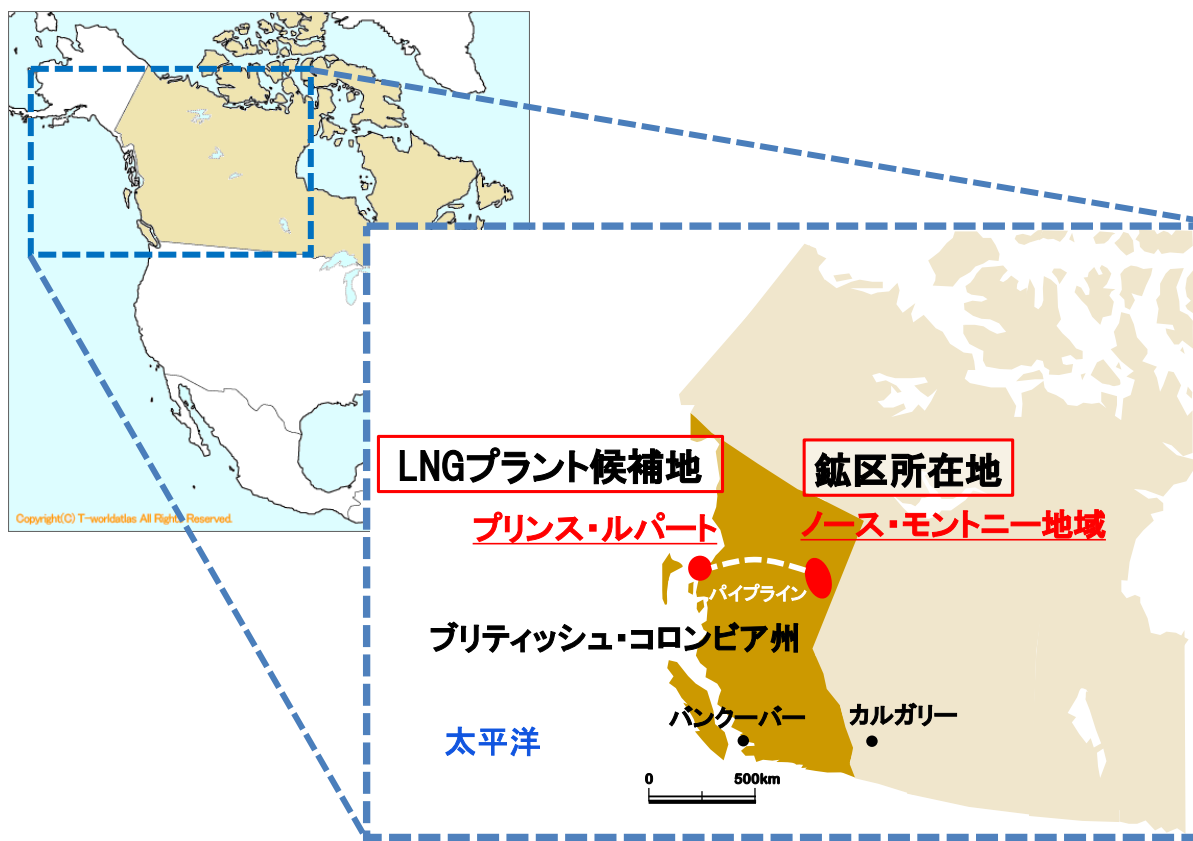 Copyright(C) T-worldatlas All Rights Reserved.
LNGプラント候補地
鉱区所在地
プリンス・ルパート
ノース・モントニー地域
パイプライン
ブリティッシュ・コロンビア州
バンクーバー
カルガリー
太平洋
0 500km